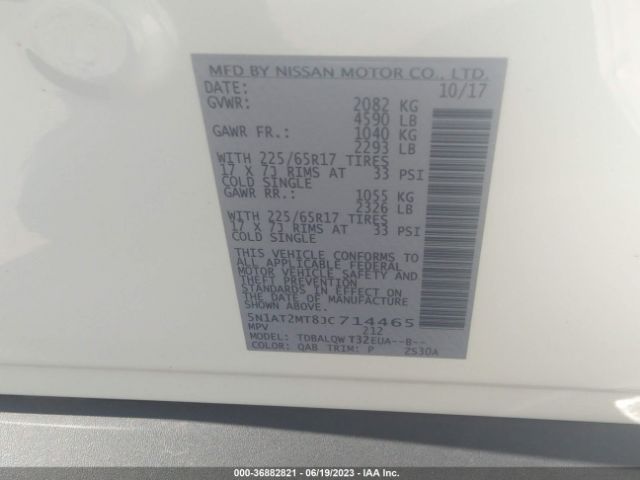 MFD BY NISSAN MOTOR CO., LTD.
DATE: 10/17
GVWR: 2082 KG
4590 LB
GAWR FR.: 1040 KG
2293 LB
WITH 225/65R17 TIRES
17 X 7J RIMS AT 33 PSI
COLD SINGLE
GAWR RR.: 1055 KG
2326 LB
WITH 225/65R17 TIRES
17 X 7J RIMS AT 33 PSI
COLD SINGLE
THIS VEHICLE CONFORMS TO
ALL APPLICABLE FEDERAL
MOTOR VEHICLE SAFETY AND
THEFT PREVENTION
STANDARDS IN EFFECT ON
THE DATE OF MANUFACTURE
SHOWN ABOVE.
5N1AT2MT8JC714465
MPV 212
MODEL: TDBALQW T32EUA--B--
COLOR: QAB TRIM: P 2S30A
000-36882821 - 06/19/2023 - IAA Inc.